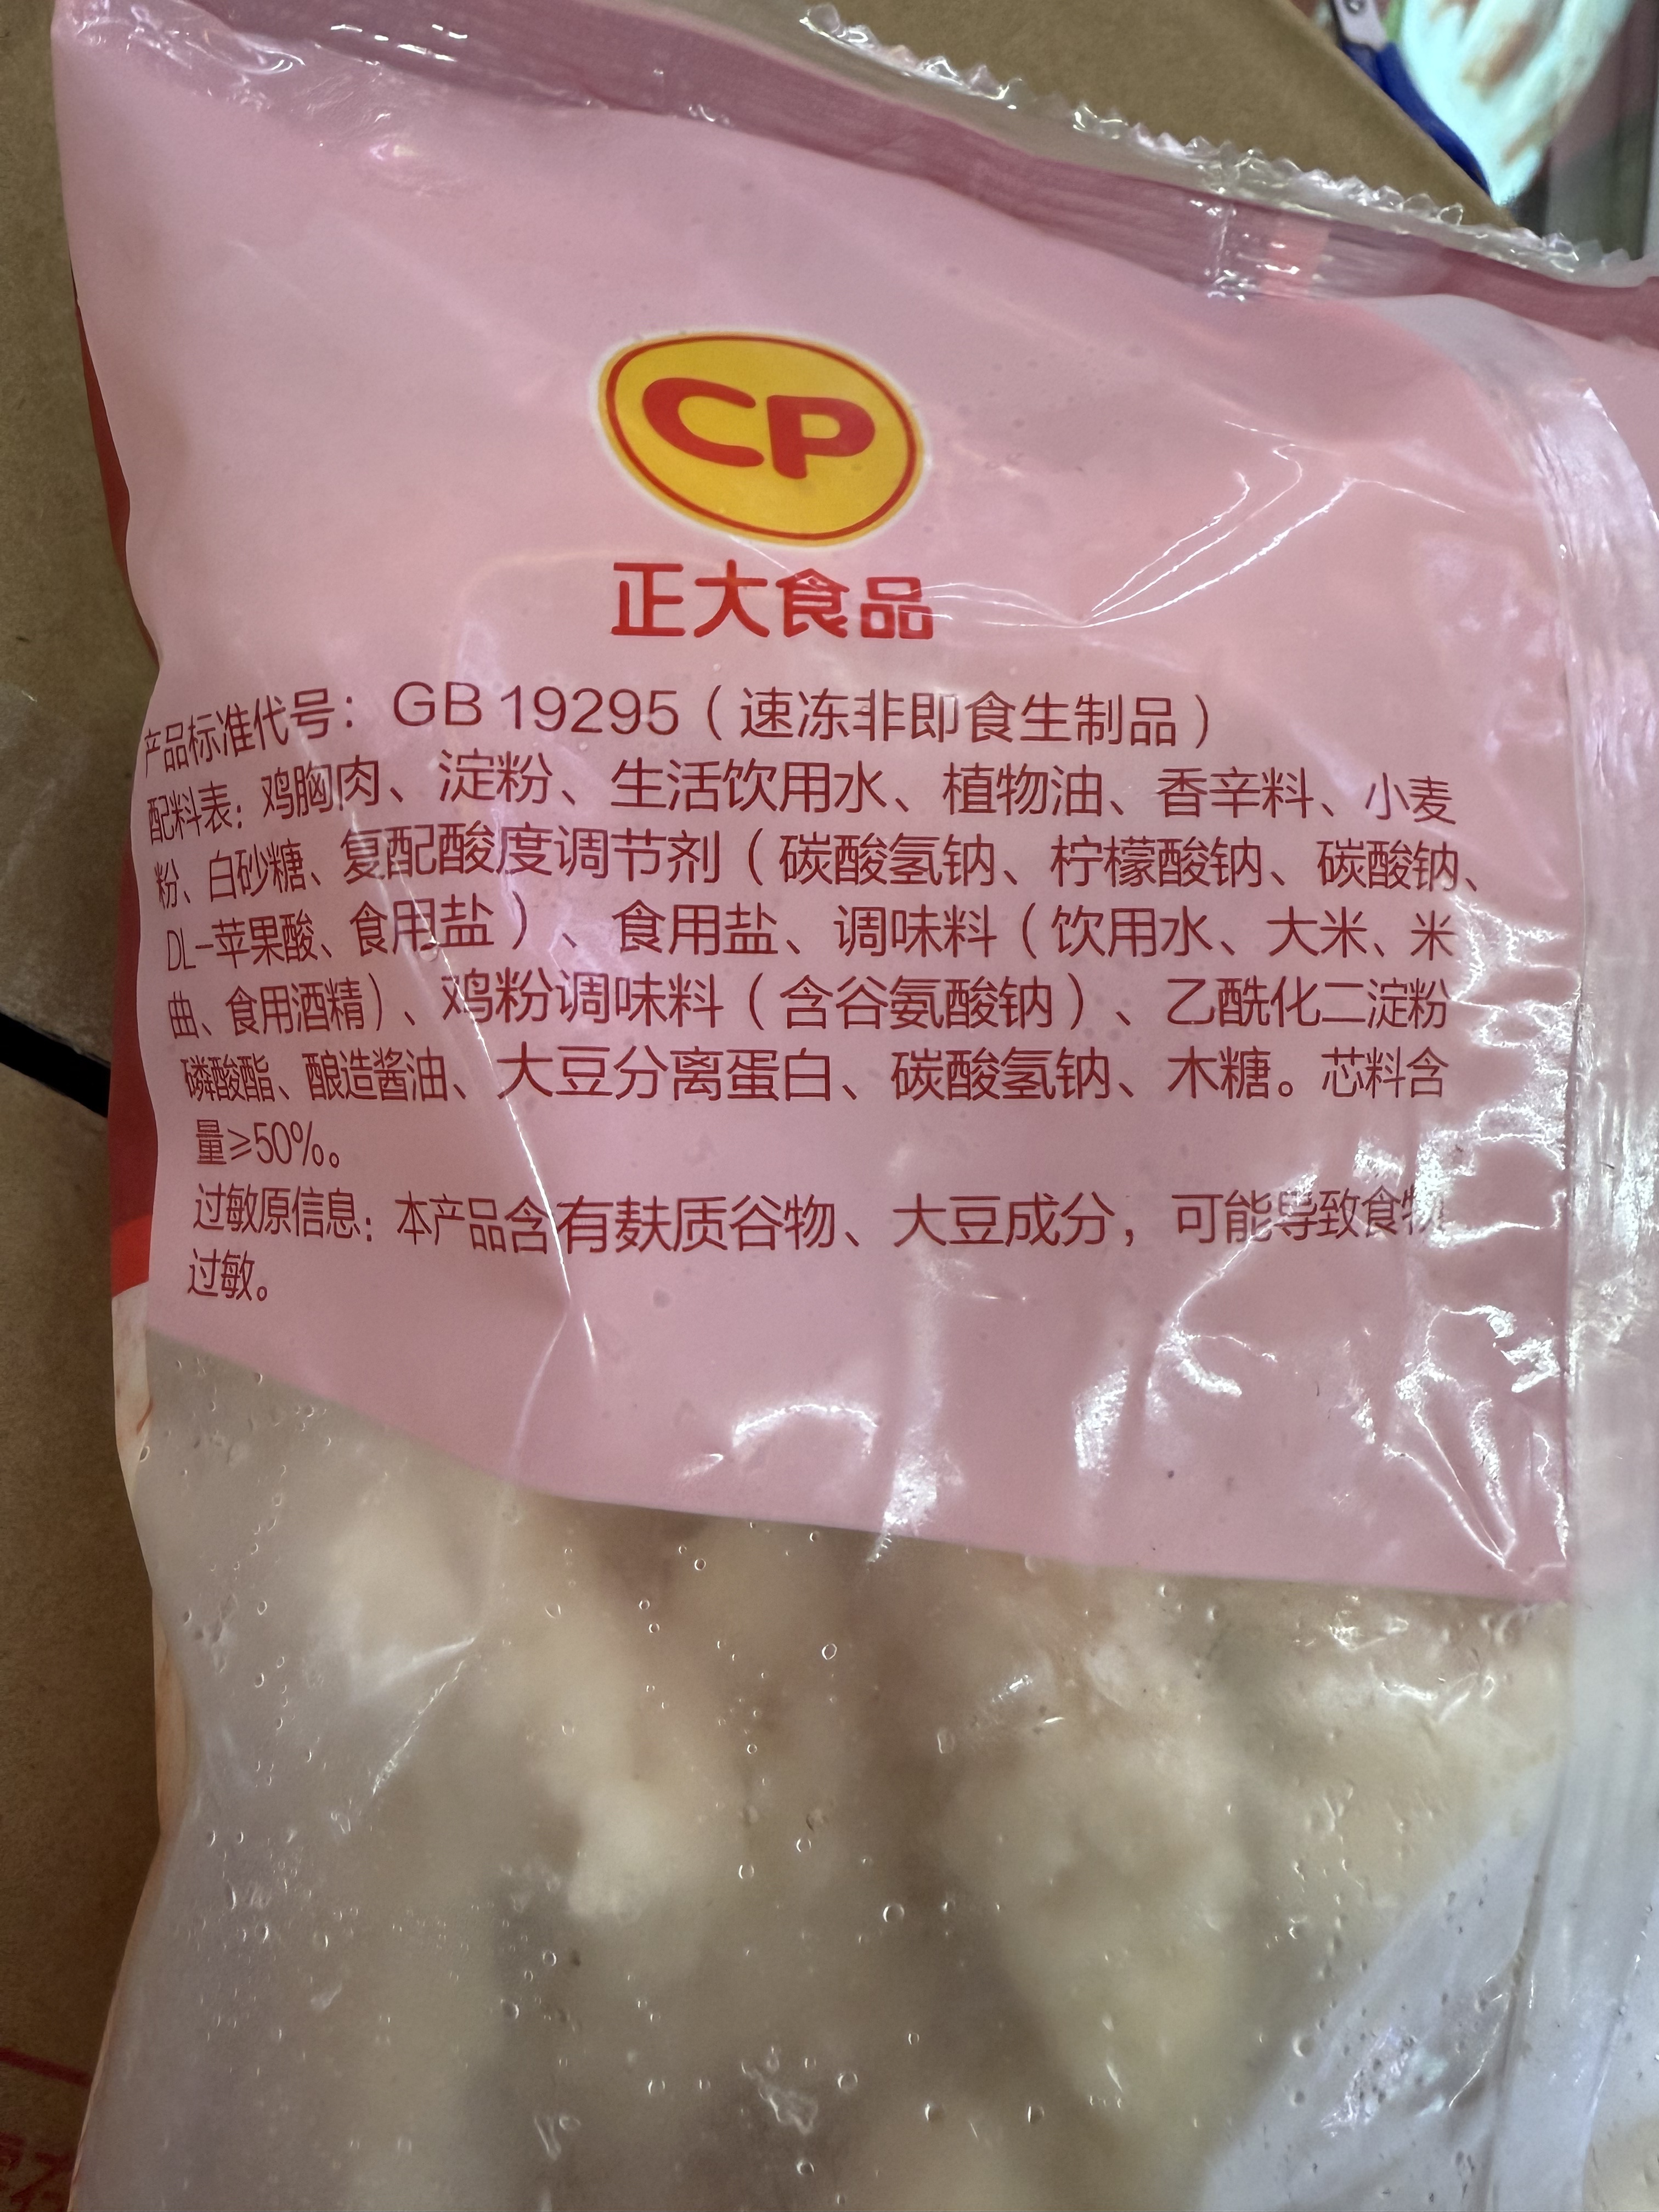 CP
正大食品
产品标准代号：GB 19295（速冻非即食生制品）
配料表：鸡胸肉、淀粉、生活饮用水、植物油、香辛料、小麦
粉、白砂糖、复配酸度调节剂（碳酸氢钠、柠檬酸钠、碳酸钠、
DL-苹果酸、食用盐）、食用盐、调味料（饮用水、大米、米
曲、食用酒精）、鸡粉调味料（含谷氨酸钠）、乙酰化二淀粉
磷酸酯、酿造酱油、大豆分离蛋白、碳酸氢钠、木糖。芯料含
量≥50%。
过敏原信息：本产品含有麸质谷物、大豆成分，可能导致食物
过敏。